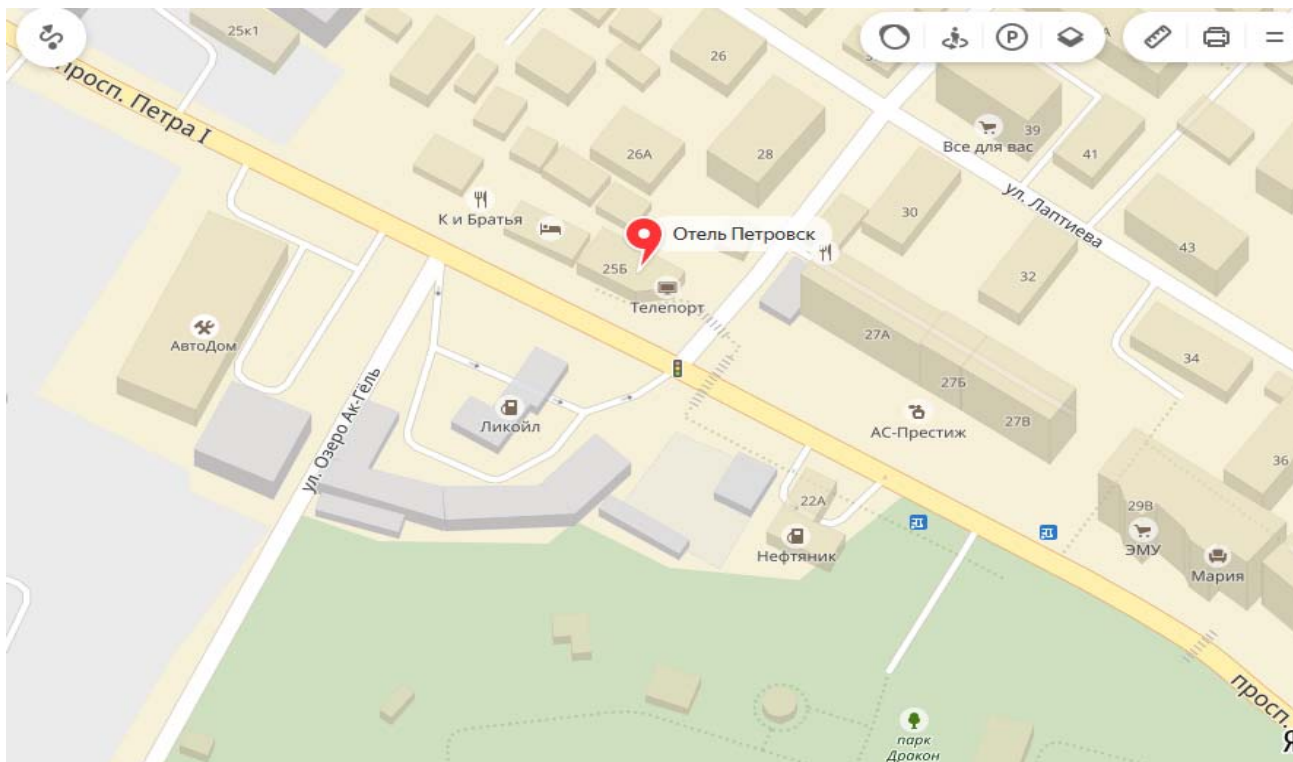 25к1
просп. Петра I
26
P
39
Все для вас
26А
28
41
ул. Лаптиева
К и Братья
30
Отель Петровск
43
25Б
32
Телепорт
АвтоДом
27А
34
27Б
ул. Озеро Ак-Гёль
Ликойл
АС-Престиж
27В
36
22А
29В
Нефтяник
ЭМУ
Мария
просп.
парк
Дракон